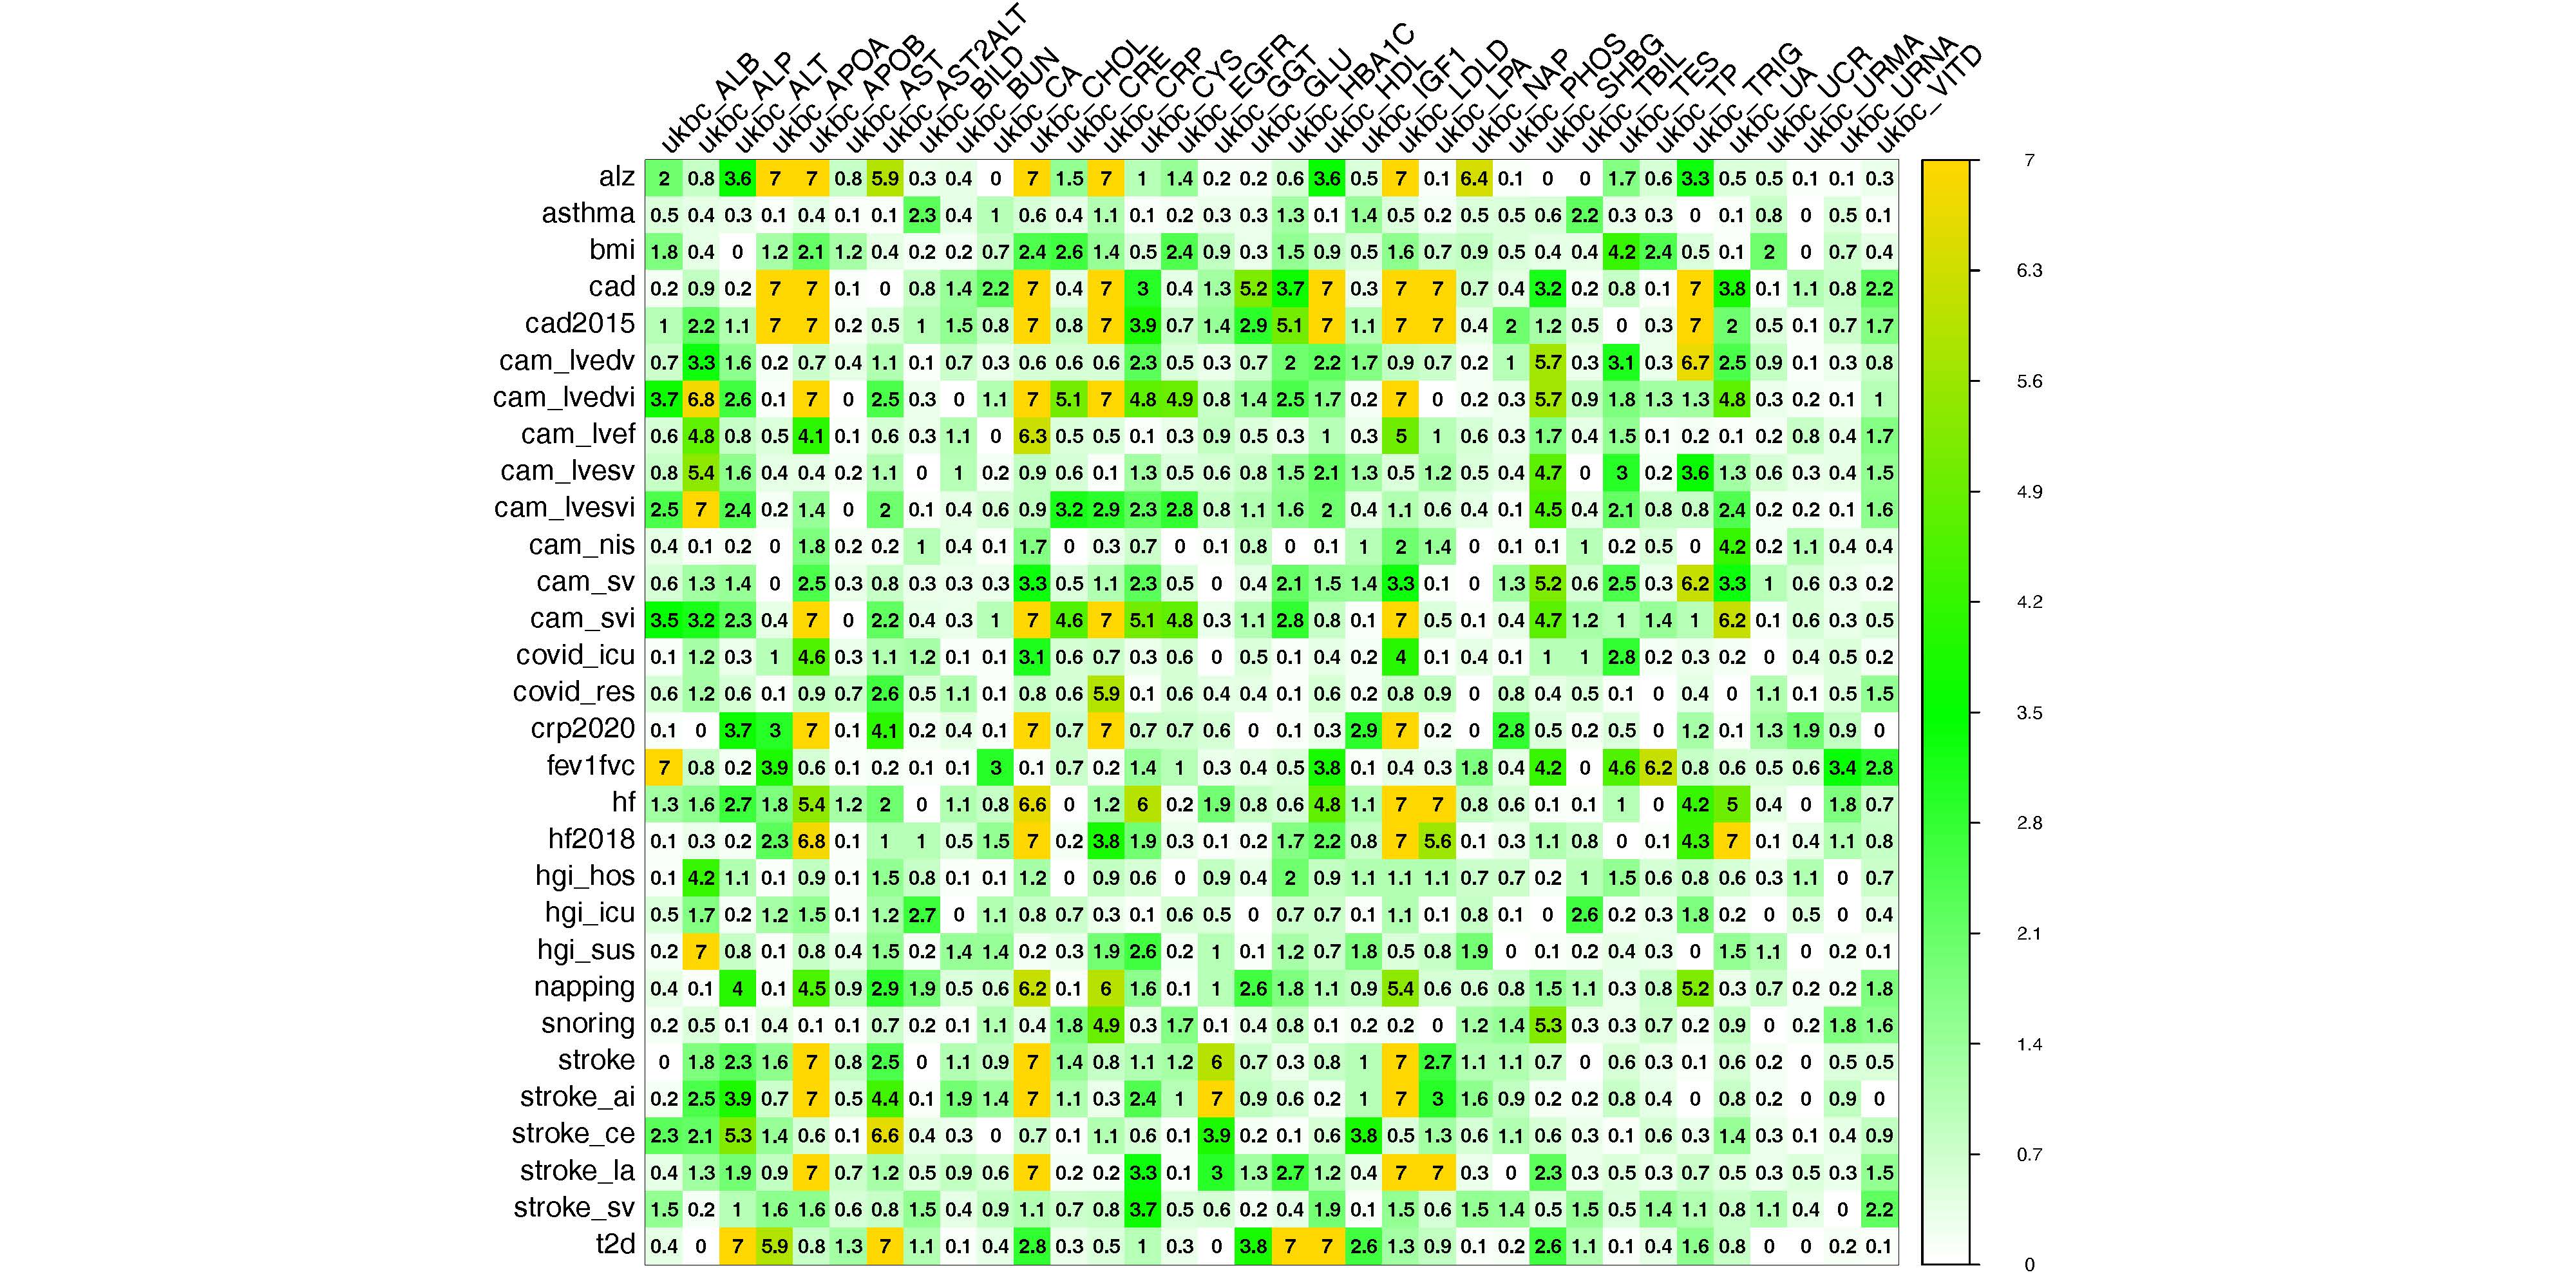 ukbc_ALB ukbc_ALP ukbc_ALT ukbc_APOA ukbc_APOB ukbc_AST ukbc_AST2ALT ukbc_BILD ukbc_BUN ukbc_CA ukbc_CHOL ukbc_CRE ukbc_CRP ukbc_CYS ukbc_EGFR ukbc_GGT ukbc_GLU ukbc_HBA1C ukbc_HDL ukbc_IGF1 ukbc_LDLD ukbc_LPA ukbc_NAP ukbc_PHOS ukbc_SHBG ukbc_TBIL ukbc_TES ukbc_TP ukbc_TRIG ukbc_UA ukbc_UCR ukbc_URMA ukbc_URNA ukbc_VITD
alz 2 0.8 3.6 7 7 0.8 5.9 0.3 0.4 0 7 1.5 7 1 1.4 0.2 0.2 0.6 3.6 0.5 7 0.1 6.4 0.1 0 0 1.7 0.6 3.3 0.5 0.5 0.1 0.1 0.3
asthma 0.5 0.4 0.3 0.1 0.4 0.1 0.1 2.3 0.4 1 0.6 0.4 1.1 0.1 0.2 0.3 0.3 1.3 0.1 1.4 0.5 0.2 0.5 0.5 0.6 2.2 0.3 0.3 0 0.1 0.8 0 0.5 0.1
bmi 1.8 0.4 0 1.2 2.1 1.2 0.4 0.2 0.2 0.7 2.4 2.6 1.4 0.5 2.4 0.9 0.3 1.5 0.9 0.5 1.6 0.7 0.9 0.5 0.4 0.4 4.2 2.4 0.5 0.1 2 0 0.7 0.4
cad 0.2 0.9 0.2 7 7 0.1 0 0.8 1.4 2.2 7 0.4 7 3 0.4 1.3 5.2 3.7 7 0.3 7 7 0.7 0.4 3.2 0.2 0.8 0.1 7 3.8 0.1 1.1 0.8 2.2
cad2015 1 2.2 1.1 7 7 0.2 0.5 1 1.5 0.8 7 0.8 7 3.9 0.7 1.4 2.9 5.1 7 1.1 7 7 0.4 2 1.2 0.5 0 0.3 7 2 0.5 0.1 0.7 1.7
cam_lvedv 0.7 3.3 1.6 0.2 0.7 0.4 1.1 0.1 0.7 0.3 0.6 0.6 0.6 2.3 0.5 0.3 0.7 2 2.2 1.7 0.9 0.7 0.2 1 5.7 0.3 3.1 0.3 6.7 2.5 0.9 0.1 0.3 0.8
cam_lvedvi 3.7 6.8 2.6 0.1 7 0 2.5 0.3 0 1.1 7 5.1 7 4.8 4.9 0.8 1.4 2.5 1.7 0.2 7 0 0.2 0.3 5.7 0.9 1.8 1.3 1.3 4.8 0.3 0.2 0.1 1
cam_lvef 0.6 4.8 0.8 0.5 4.1 0.1 0.6 0.3 1.1 0 6.3 0.5 0.5 0.1 0.3 0.9 0.5 0.3 1 0.3 5 1 0.6 0.3 1.7 0.4 1.5 0.1 0.2 0.1 0.2 0.8 0.4 1.7
cam_lvesv 0.8 5.4 1.6 0.4 0.4 0.2 1.1 0 1 0.2 0.9 0.6 0.1 1.3 0.5 0.6 0.8 1.5 2.1 1.3 0.5 1.2 0.5 0.4 4.7 0 3 0.2 3.6 1.3 0.6 0.3 0.4 1.5
cam_lvesvi 2.5 7 2.4 0.2 1.4 0 2 0.1 0.4 0.6 0.9 3.2 2.9 2.3 2.8 0.8 1.1 1.6 2 0.4 1.1 0.6 0.4 0.1 4.5 0.4 2.1 0.8 0.8 2.4 0.2 0.2 0.1 1.6
cam_nis 0.4 0.1 0.2 0 1.8 0.2 0.2 1 0.4 0.1 1.7 0 0.3 0.7 0 0.1 0.8 0 0.1 1 2 1.4 0 0.1 0.1 1 0.2 0.5 0 4.2 0.2 1.1 0.4 0.4
cam_sv 0.6 1.3 1.4 0 2.5 0.3 0.8 0.3 0.3 0.3 3.3 0.5 1.1 2.3 0.5 0 0.4 2.1 1.5 1.4 3.3 0.1 0 1.3 5.2 0.6 2.5 0.3 6.2 3.3 1 0.6 0.3 0.2
cam_svi 3.5 3.2 2.3 0.4 7 0 2.2 0.4 0.3 1 7 4.6 7 5.1 4.8 0.3 1.1 2.8 0.8 0.1 7 0.5 0.1 0.4 4.7 1.2 1 1.4 1 6.2 0.1 0.6 0.3 0.5
covid_icu 0.1 1.2 0.3 1 4.6 0.3 1.1 1.2 0.1 0.1 3.1 0.6 0.7 0.3 0.6 0 0.5 0.1 0.4 0.2 4 0.1 0.4 0.1 1 1 2.8 0.2 0.3 0.2 0 0.4 0.5 0.2
covid_res 0.6 1.2 0.6 0.1 0.9 0.7 2.6 0.5 1.1 0.1 0.8 0.6 5.9 0.1 0.6 0.4 0.4 0.1 0.6 0.2 0.8 0.9 0 0.8 0.4 0.5 0.1 0 0.4 0 1.1 0.1 0.5 1.5
crp2020 0.1 0 3.7 3 7 0.1 4.1 0.2 0.4 0.1 7 0.7 7 0.7 0.7 0.6 0 0.1 0.3 2.9 7 0.2 0 2.8 0.5 0.2 0.5 0 1.2 0.1 1.3 1.9 0.9 0
fev1fvc 7 0.8 0.2 3.9 0.6 0.1 0.2 0.1 0.1 3 0.1 0.7 0.2 1.4 1 0.3 0.4 0.5 3.8 0.1 0.4 0.3 1.8 0.4 4.2 0 4.6 6.2 0.8 0.6 0.5 0.6 3.4 2.8
hf 1.3 1.6 2.7 1.8 5.4 1.2 2 0 1.1 0.8 6.6 0 1.2 6 0.2 1.9 0.8 0.6 4.8 1.1 7 7 0.8 0.6 0.1 0.1 1 0 4.2 5 0.4 0 1.8 0.7
hf2018 0.1 0.3 0.2 2.3 6.8 0.1 1 1 0.5 1.5 7 0.2 3.8 1.9 0.3 0.1 0.2 1.7 2.2 0.8 7 5.6 0.1 0.3 1.1 0.8 0 0.1 4.3 7 0.1 0.4 1.1 0.8
hgi_hos 0.1 4.2 1.1 0.1 0.9 0.1 1.5 0.8 0.1 0.1 1.2 0 0.9 0.6 0 0.9 0.4 2 0.9 1.1 1.1 1.1 0.7 0.7 0.2 1 1.5 0.6 0.8 0.6 0.3 1.1 0 0.7
hgi_icu 0.5 1.7 0.2 1.2 1.5 0.1 1.2 2.7 0 1.1 0.8 0.7 0.3 0.1 0.6 0.5 0 0.7 0.7 0.1 1.1 0.1 0.8 0.1 0 2.6 0.2 0.3 1.8 0.2 0 0.5 0 0.4
hgi_sus 0.2 7 0.8 0.1 0.8 0.4 1.5 0.2 1.4 1.4 0.2 0.3 1.9 2.6 0.2 1 0.1 1.2 0.7 1.8 0.5 0.8 1.9 0 0.1 0.2 0.4 0.3 0 1.5 1.1 0 0.2 0.1
napping 0.4 0.1 4 0.1 4.5 0.9 2.9 1.9 0.5 0.6 6.2 0.1 6 1.6 0.1 1 2.6 1.8 1.1 0.9 5.4 0.6 0.6 0.8 1.5 1.1 0.3 0.8 5.2 0.3 0.7 0.2 0.2 1.8
snoring 0.2 0.5 0.1 0.4 0.1 0.1 0.7 0.2 0.1 1.1 0.4 1.8 4.9 0.3 1.7 0.1 0.4 0.8 0.1 0.2 0.2 0 1.2 1.4 5.3 0.3 0.3 0.7 0.2 0.9 0 0.2 1.8 1.6
stroke 0 1.8 2.3 1.6 7 0.8 2.5 0 1.1 0.9 7 1.4 0.8 1.1 1.2 6 0.7 0.3 0.8 1 7 2.7 1.1 1.1 0.7 0 0.6 0.3 0.1 0.6 0.2 0 0.5 0.5
stroke_ai 0.2 2.5 3.9 0.7 7 0.5 4.4 0.1 1.9 1.4 7 1.1 0.3 2.4 1 7 0.9 0.6 0.2 1 7 3 1.6 0.9 0.2 0.2 0.8 0.4 0 0.8 0.2 0 0.9 0
stroke_ce 2.3 2.1 5.3 1.4 0.6 0.1 6.6 0.4 0.3 0 0.7 0.1 1.1 0.6 0.1 3.9 0.2 0.1 0.6 3.8 0.5 1.3 0.6 1.1 0.6 0.3 0.1 0.6 0.3 1.4 0.3 0.1 0.4 0.9
stroke_la 0.4 1.3 1.9 0.9 7 0.7 1.2 0.5 0.9 0.6 7 0.2 0.2 3.3 0.1 3 1.3 2.7 1.2 0.4 7 7 0.3 0 2.3 0.3 0.5 0.3 0.7 0.5 0.3 0.5 0.3 1.5
stroke_sv 1.5 0.2 1 1.6 1.6 0.6 0.8 1.5 0.4 0.9 1.1 0.7 0.8 3.7 0.5 0.6 0.2 0.4 1.9 0.1 1.5 0.6 1.5 1.4 0.5 1.5 0.5 1.4 1.1 0.8 1.1 0.4 0 2.2
t2d 0.4 0 7 5.9 0.8 1.3 7 1.1 0.1 0.4 2.8 0.3 0.5 1 0.3 0 3.8 7 7 2.6 1.3 0.9 0.1 0.2 2.6 1.1 0.1 0.4 1.6 0.8 0 0 0.2 0.1
7
6.3
5.6
4.9
4.2
3.5
2.8
2.1
1.4
0.7
0